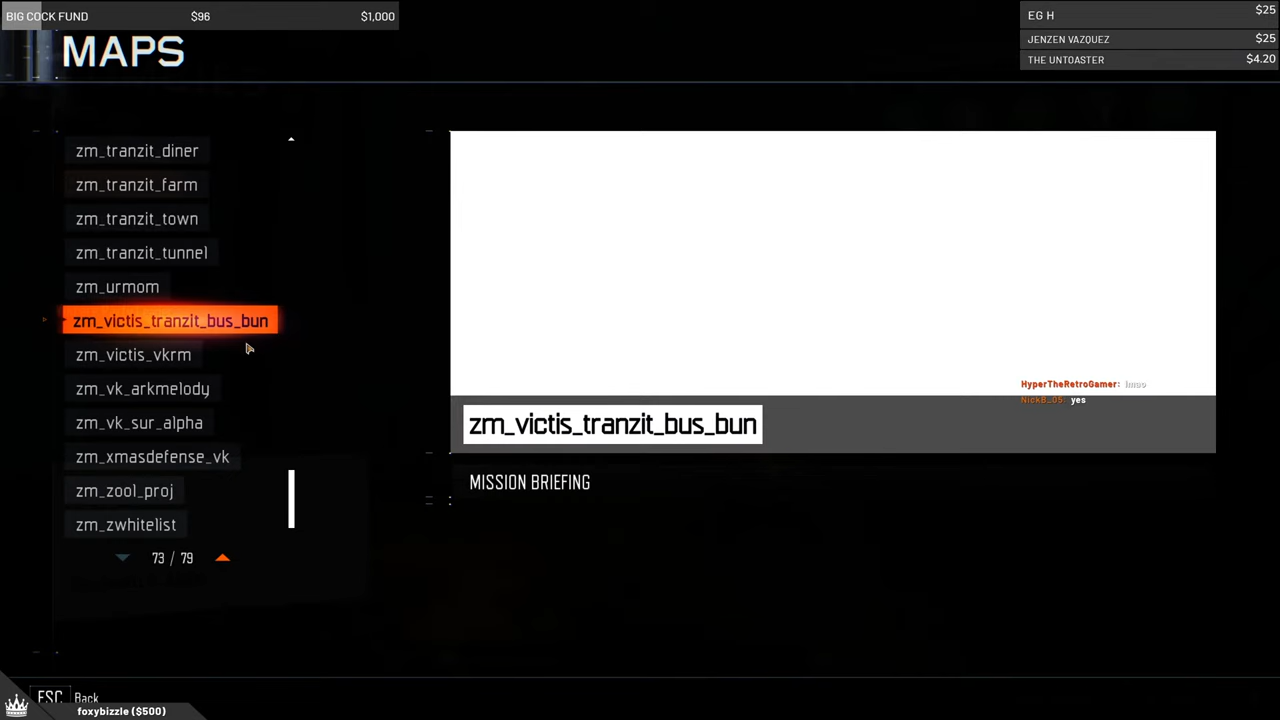 BIG COCK FUND $96 $1,000
EG H $25
JENZEN VAZQUEZ $25
THE UNTOASTER $4.20
MAPS
zm_tranzit_diner
zm_tranzit_farm
zm_tranzit_town
zm_tranzit_tunnel
zm_urmom
zm_victis_tranzit_bus_bun
zm_victis_vkrm
zm_vk_arkmelody
zm_vk_sur_alpha
zm_xmasdefense_vk
zm_zool_proj
zm_zwhitelist
73 / 79
HyperTheRetroGamer: lmao
NickB_05: yes
zm_victis_tranzit_bus_bun
MISSION BRIEFING
ESC Back
foxybizzle ($500)